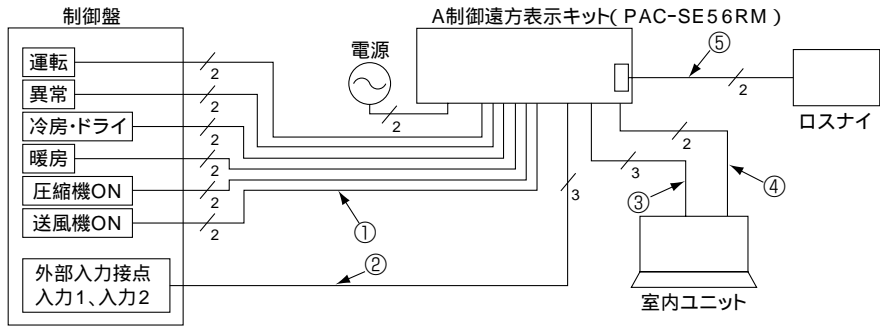 制御盤
A制御遠方表示キット(PAC-SE56RM)
電源
⑤
運転
2
異常
2
2
2
ロスナイ
冷房・ドライ
2
暖房
2
2
④
3
3
③
圧縮機ON
2
送風機ON
2
①
②
外部入力接点
入力1、入力2
室内ユニット